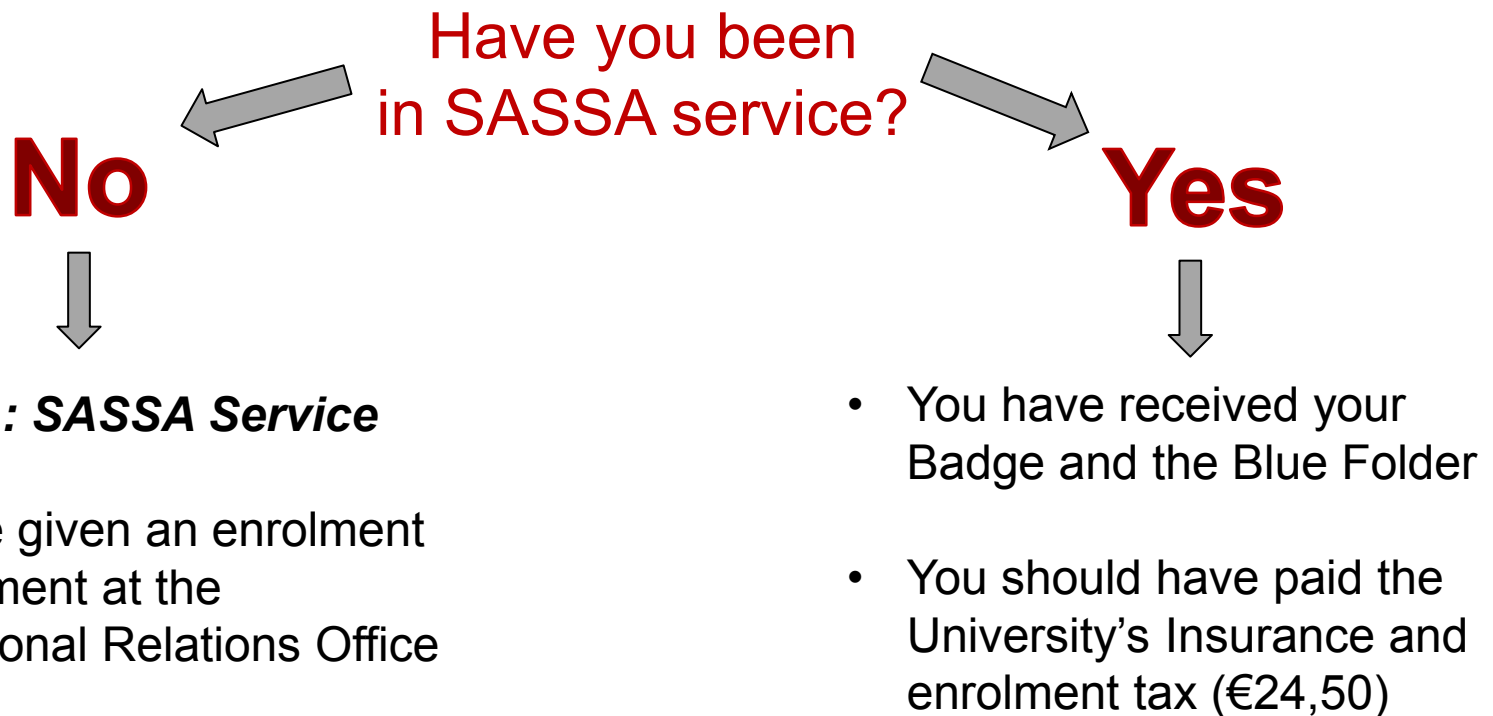 Have you been
in SASSA service?
No
Yes
: SASSA Service
given an enrolment
ment at the
onal Relations Office
• You have received your
Badge and the Blue Folder
• You should have paid the
University’s Insurance and
enrolment tax (€24,50)